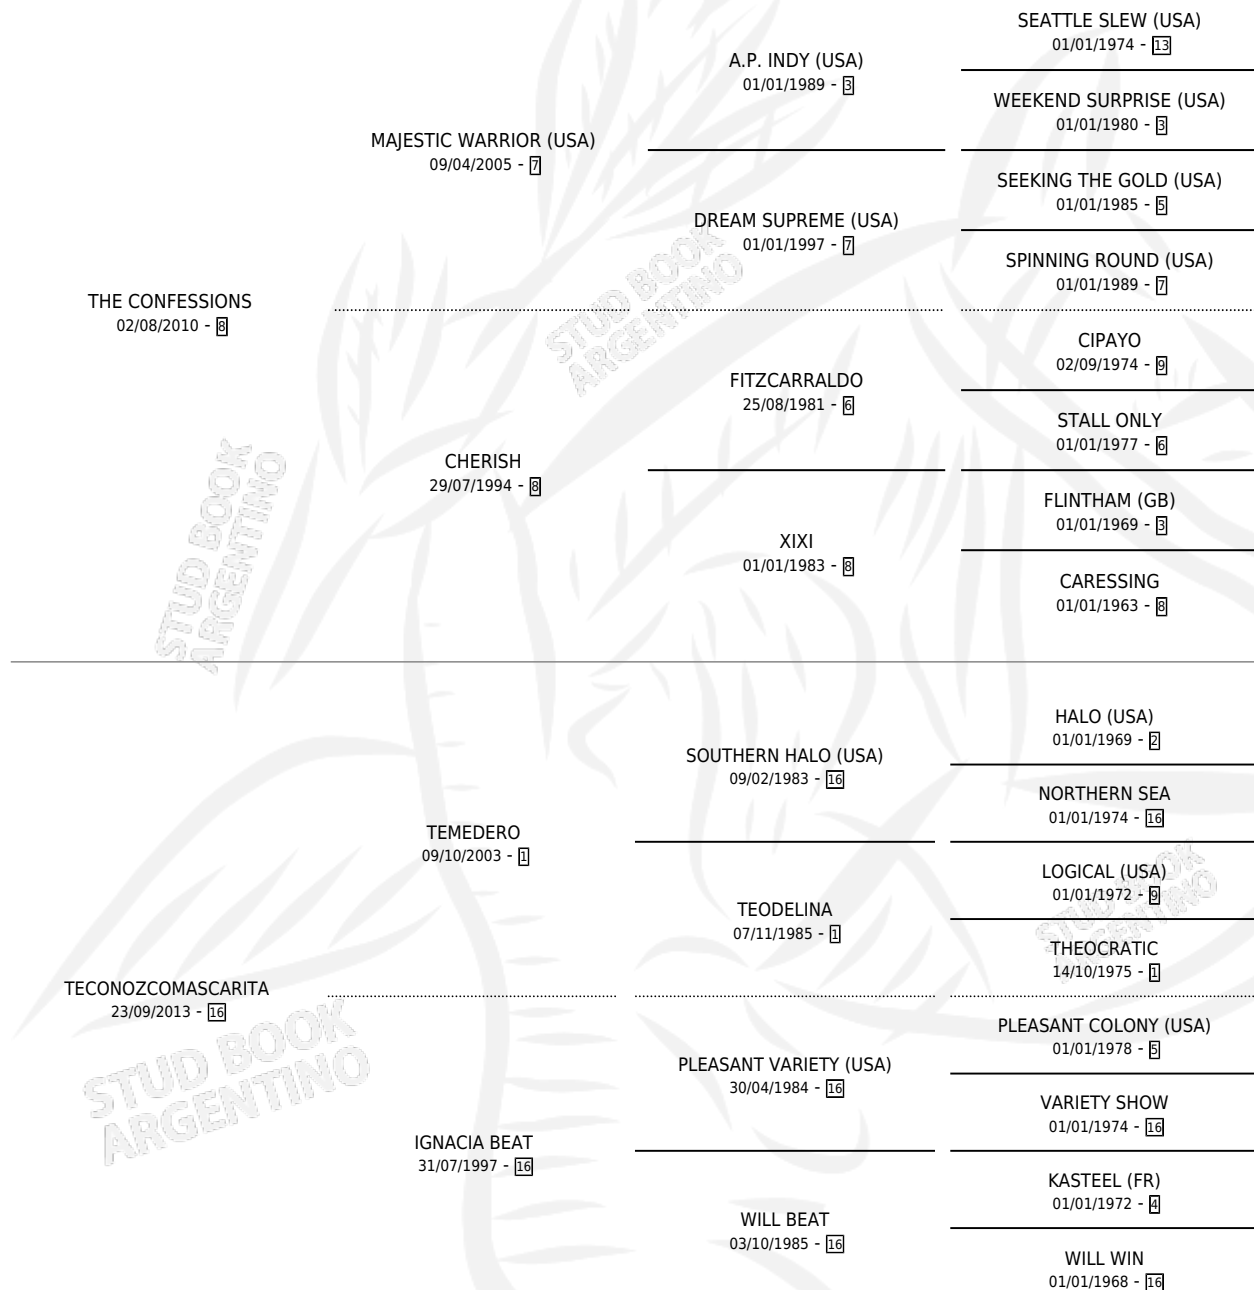 SEATTLE SLEW (USA)
01/01/1974 - 13
A.P. INDY (USA)
01/01/1989 - 3
WEEKEND SURPRISE (USA)
01/01/1980 - 3
MAJESTIC WARRIOR (USA)
09/04/2005 - 7
SEEKING THE GOLD (USA)
01/01/1985 - 5
DREAM SUPREME (USA)
01/01/1997 - 7
SPINNING ROUND (USA)
01/01/1989 - 7
THE CONFESSIONS
02/08/2010 - 8
STUD BOOK
ARGENTINO
CIPAYO
02/09/1974 - 9
FITZCARRALDO
25/08/1981 - 6
STALL ONLY
01/01/1977 - 6
CHERISH
29/07/1994 - 8
FLINTHAM (GB)
01/01/1969 - 3
XIXI
01/01/1983 - 8
CARESSING
01/01/1963 - 8
STUD BOOK
ARGENTINO
HALO (USA)
01/01/1969 - 2
SOUTHERN HALO (USA)
09/02/1983 - 16
NORTHERN SEA
01/01/1974 - 16
TEMEDERO
09/10/2003 - 1
LOGICAL (USA)
01/01/1972 - 9
TEODELINA
07/11/1985 - 1
THEOCRATIC
14/10/1975 - 1
STUD BOOK
ARGENTINO
TECONOZCOMASCARITA
23/09/2013 - 16
PLEASANT COLONY (USA)
01/01/1978 - 5
PLEASANT VARIETY (USA)
30/04/1984 - 16
VARIETY SHOW
01/01/1974 - 16
STUD BOOK
ARGENTINO
IGNACIA BEAT
31/07/1997 - 16
KASTEEL (FR)
01/01/1972 - 4
WILL BEAT
03/10/1985 - 16
WILL WIN
01/01/1968 - 16